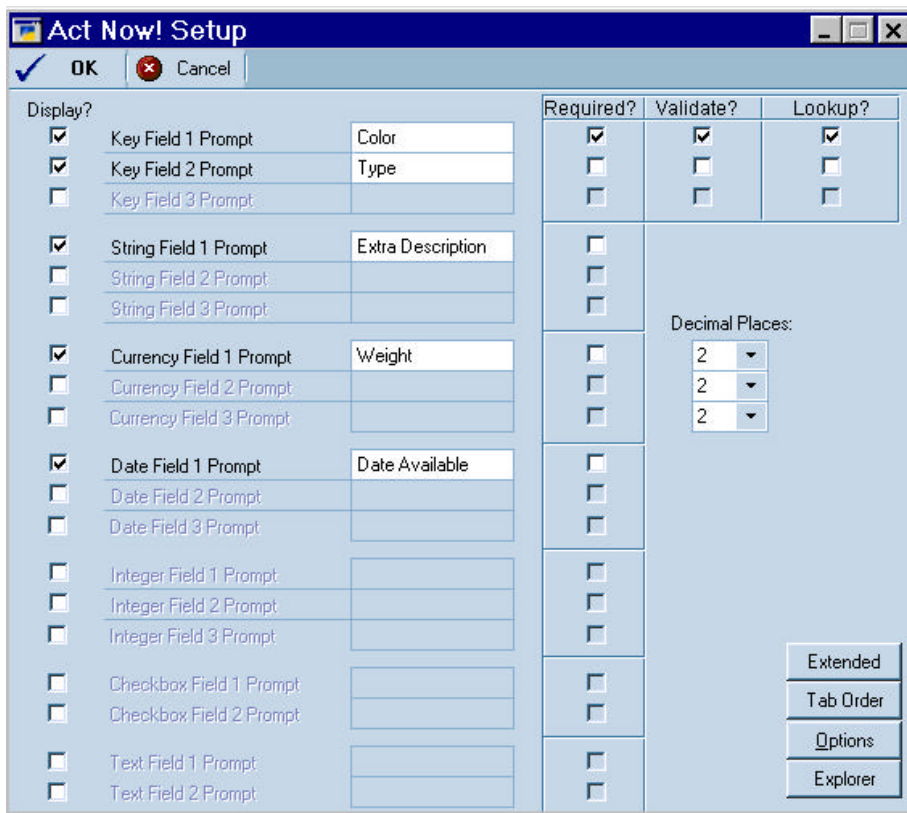 Act Now! Setup
OK Cancel
Display? Required? Validate? Lookup?
Key Field 1 Prompt Color
Key Field 2 Prompt Type
Key Field 3 Prompt
String Field 1 Prompt Extra Description
String Field 2 Prompt
String Field 3 Prompt
Decimal Places:
Currency Field 1 Prompt Weight 2
Currency Field 2 Prompt 2
Currency Field 3 Prompt 2
Date Field 1 Prompt Date Available
Date Field 2 Prompt
Date Field 3 Prompt
Integer Field 1 Prompt
Integer Field 2 Prompt
Integer Field 3 Prompt
Extended
Checkbox Field 1 Prompt
Tab Order
Checkbox Field 2 Prompt
Options
Text Field 1 Prompt
Explorer
Text Field 2 Prompt